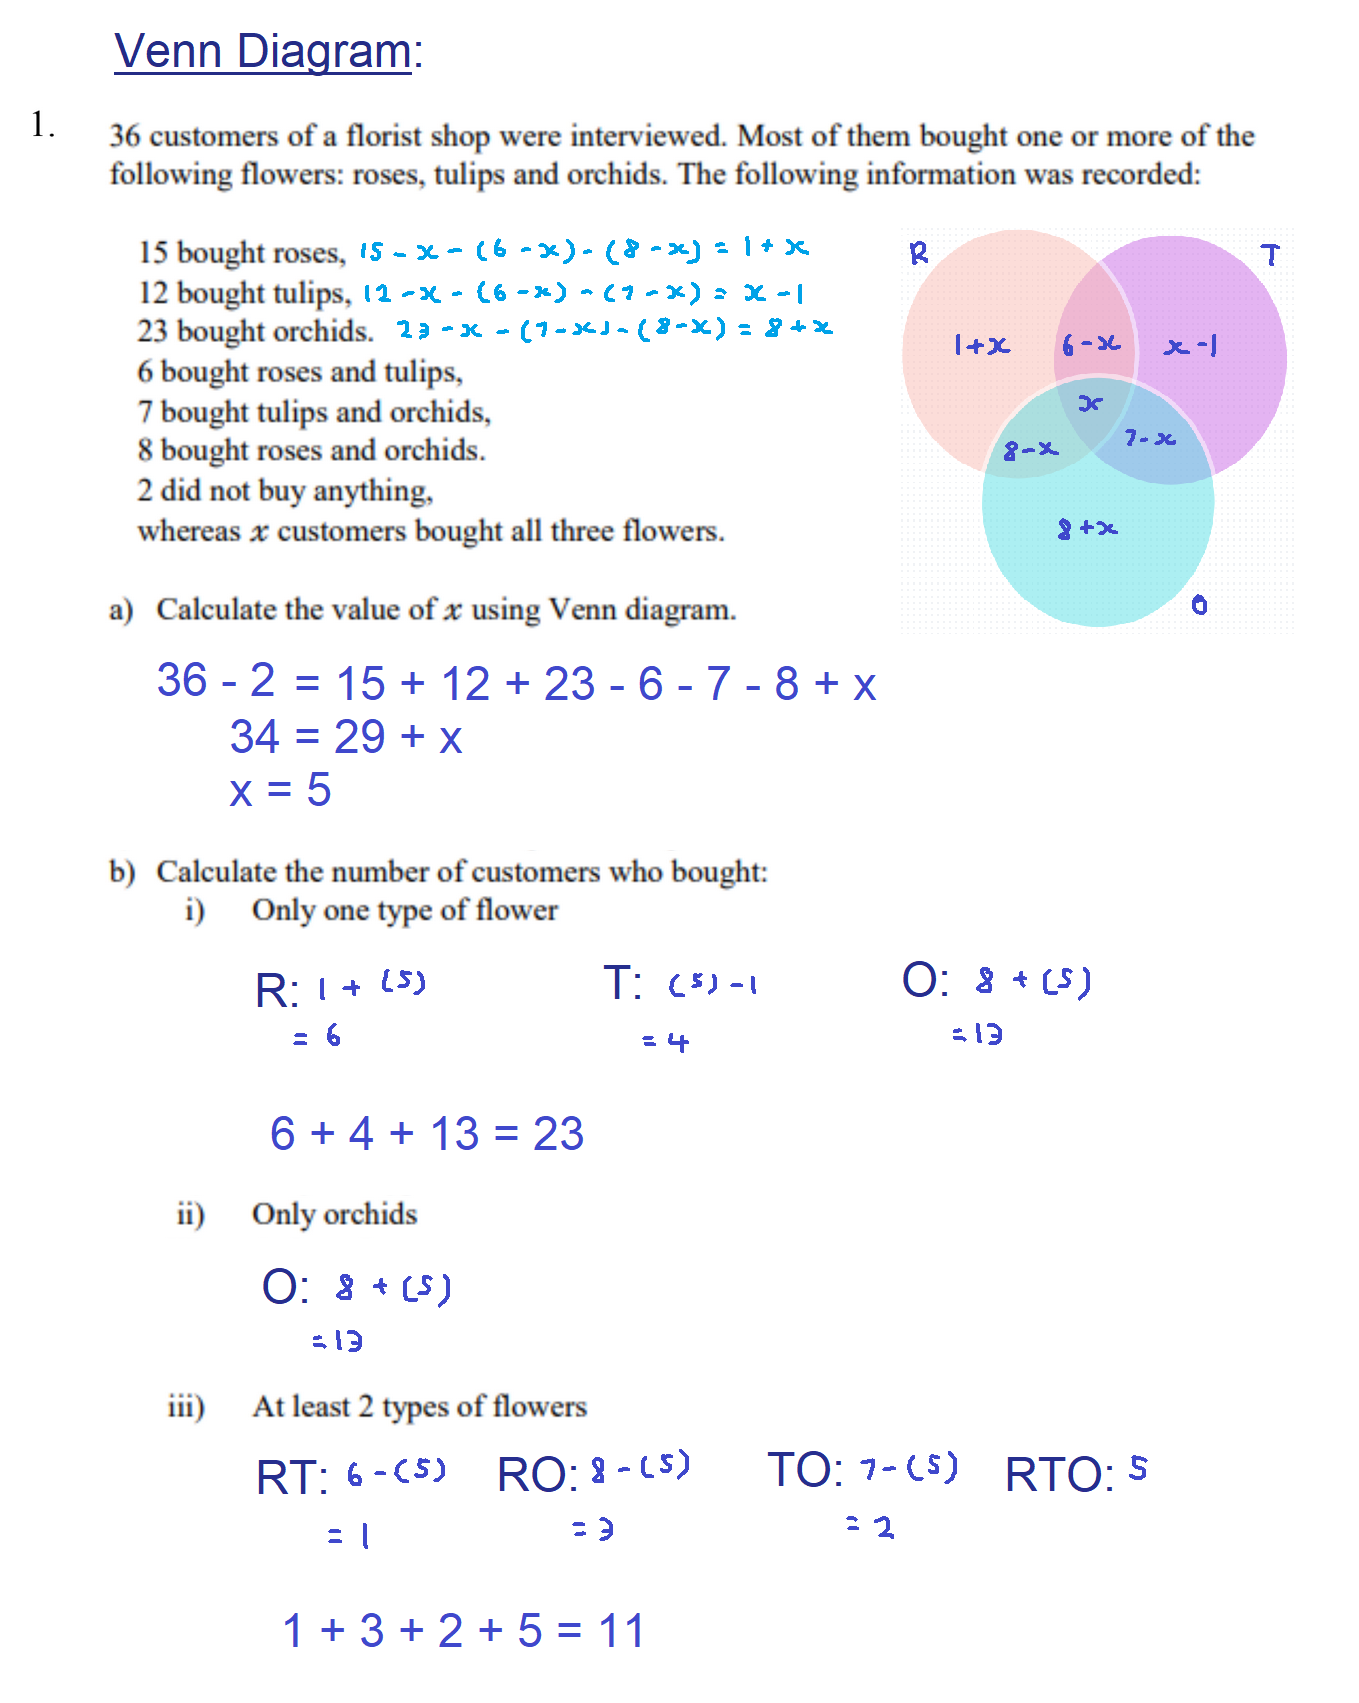 Venn Diagram:
1.
36 customers of a florist shop were interviewed. Most of them bought one or more of the
following flowers: roses, tulips and orchids. The following information was recorded:
15 bought roses, 15 - x - (6 - x) - (8 - x) = 1 + x
12 bought tulips, 12 - x - (6 - x) - (7 - x) = x - 1
23 bought orchids. 23 - x - (7 - x) - (8 - x) = 8 + x
6 bought roses and tulips,
7 bought tulips and orchids,
8 bought roses and orchids.
2 did not buy anything,
whereas x customers bought all three flowers.
R
T
1 + x
6 - x
x - 1
x
8 - x
7 - x
8 + x
O
a) Calculate the value of x using Venn diagram.
36 - 2 = 15 + 12 + 23 - 6 - 7 - 8 + x
34 = 29 + x
x = 5
b) Calculate the number of customers who bought:
i) Only one type of flower
R: 1 + (5) T: (5) - 1 O: 8 + (5)
= 6 = 4 = 13
6 + 4 + 13 = 23
ii) Only orchids
O: 8 + (5)
= 13
iii) At least 2 types of flowers
RT: 6 - (5) RO: 8 - (5) TO: 7 - (5) RTO: 5
= 1 = 3 = 2
1 + 3 + 2 + 5 = 11